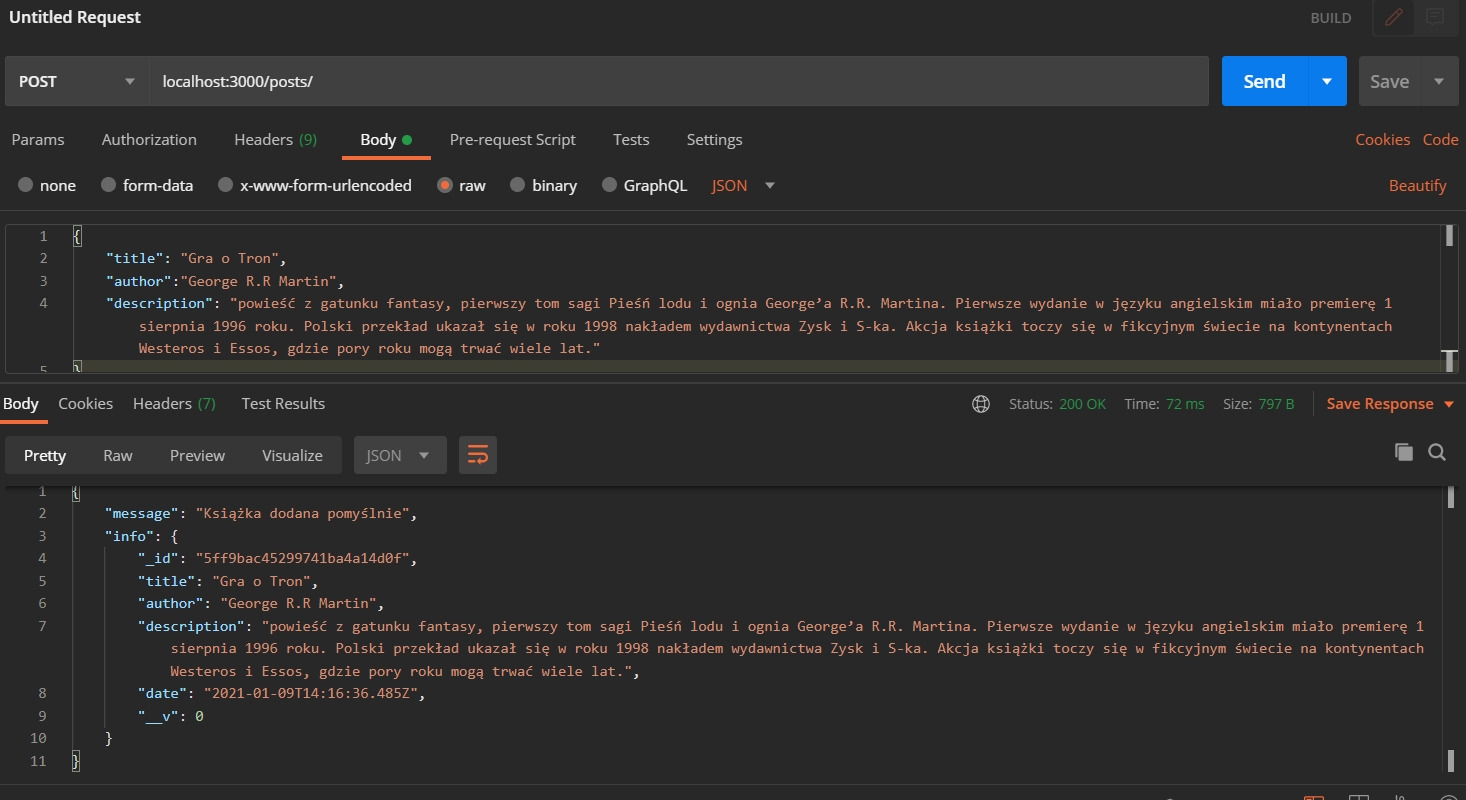 Untitled Request
BUILD
POST
localhost:3000/posts/
Send
Save
Params Authorization Headers (9) Body Pre-request Script Tests Settings Cookies Code
none form-data x-www-form-urlencoded raw binary GraphQL JSON Beautify
1 {
2 "title": "Gra o Tron",
3 "author":"George R.R Martin",
4 "description": "powieść z gatunku fantasy, pierwszy tom sagi Pieśń lodu i ognia George’a R.R. Martina. Pierwsze wydanie w języku angielskim miało premierę 1
sierpnia 1996 roku. Polski przekład ukazał się w roku 1998 nakładem wydawnictwa Zysk i S-ka. Akcja książki toczy się w fikcyjnym świecie na kontynentach
Westeros i Essos, gdzie pory roku mogą trwać wiele lat."
5 }
Body Cookies Headers (7) Test Results Status: 200 OK Time: 72 ms Size: 797 B Save Response
Pretty Raw Preview Visualize JSON
1 {
2 "message": "Książka dodana pomyślnie",
3 "info": {
4 "_id": "5ff9bac45299741ba4a14d0f",
5 "title": "Gra o Tron",
6 "author": "George R.R Martin",
7 "description": "powieść z gatunku fantasy, pierwszy tom sagi Pieśń lodu i ognia George’a R.R. Martina. Pierwsze wydanie w języku angielskim miało premierę 1
sierpnia 1996 roku. Polski przekład ukazał się w roku 1998 nakładem wydawnictwa Zysk i S-ka. Akcja książki toczy się w fikcyjnym świecie na kontynentach
Westeros i Essos, gdzie pory roku mogą trwać wiele lat.",
8 "date": "2021-01-09T14:16:36.485Z",
9 "__v": 0
10 }
11 }